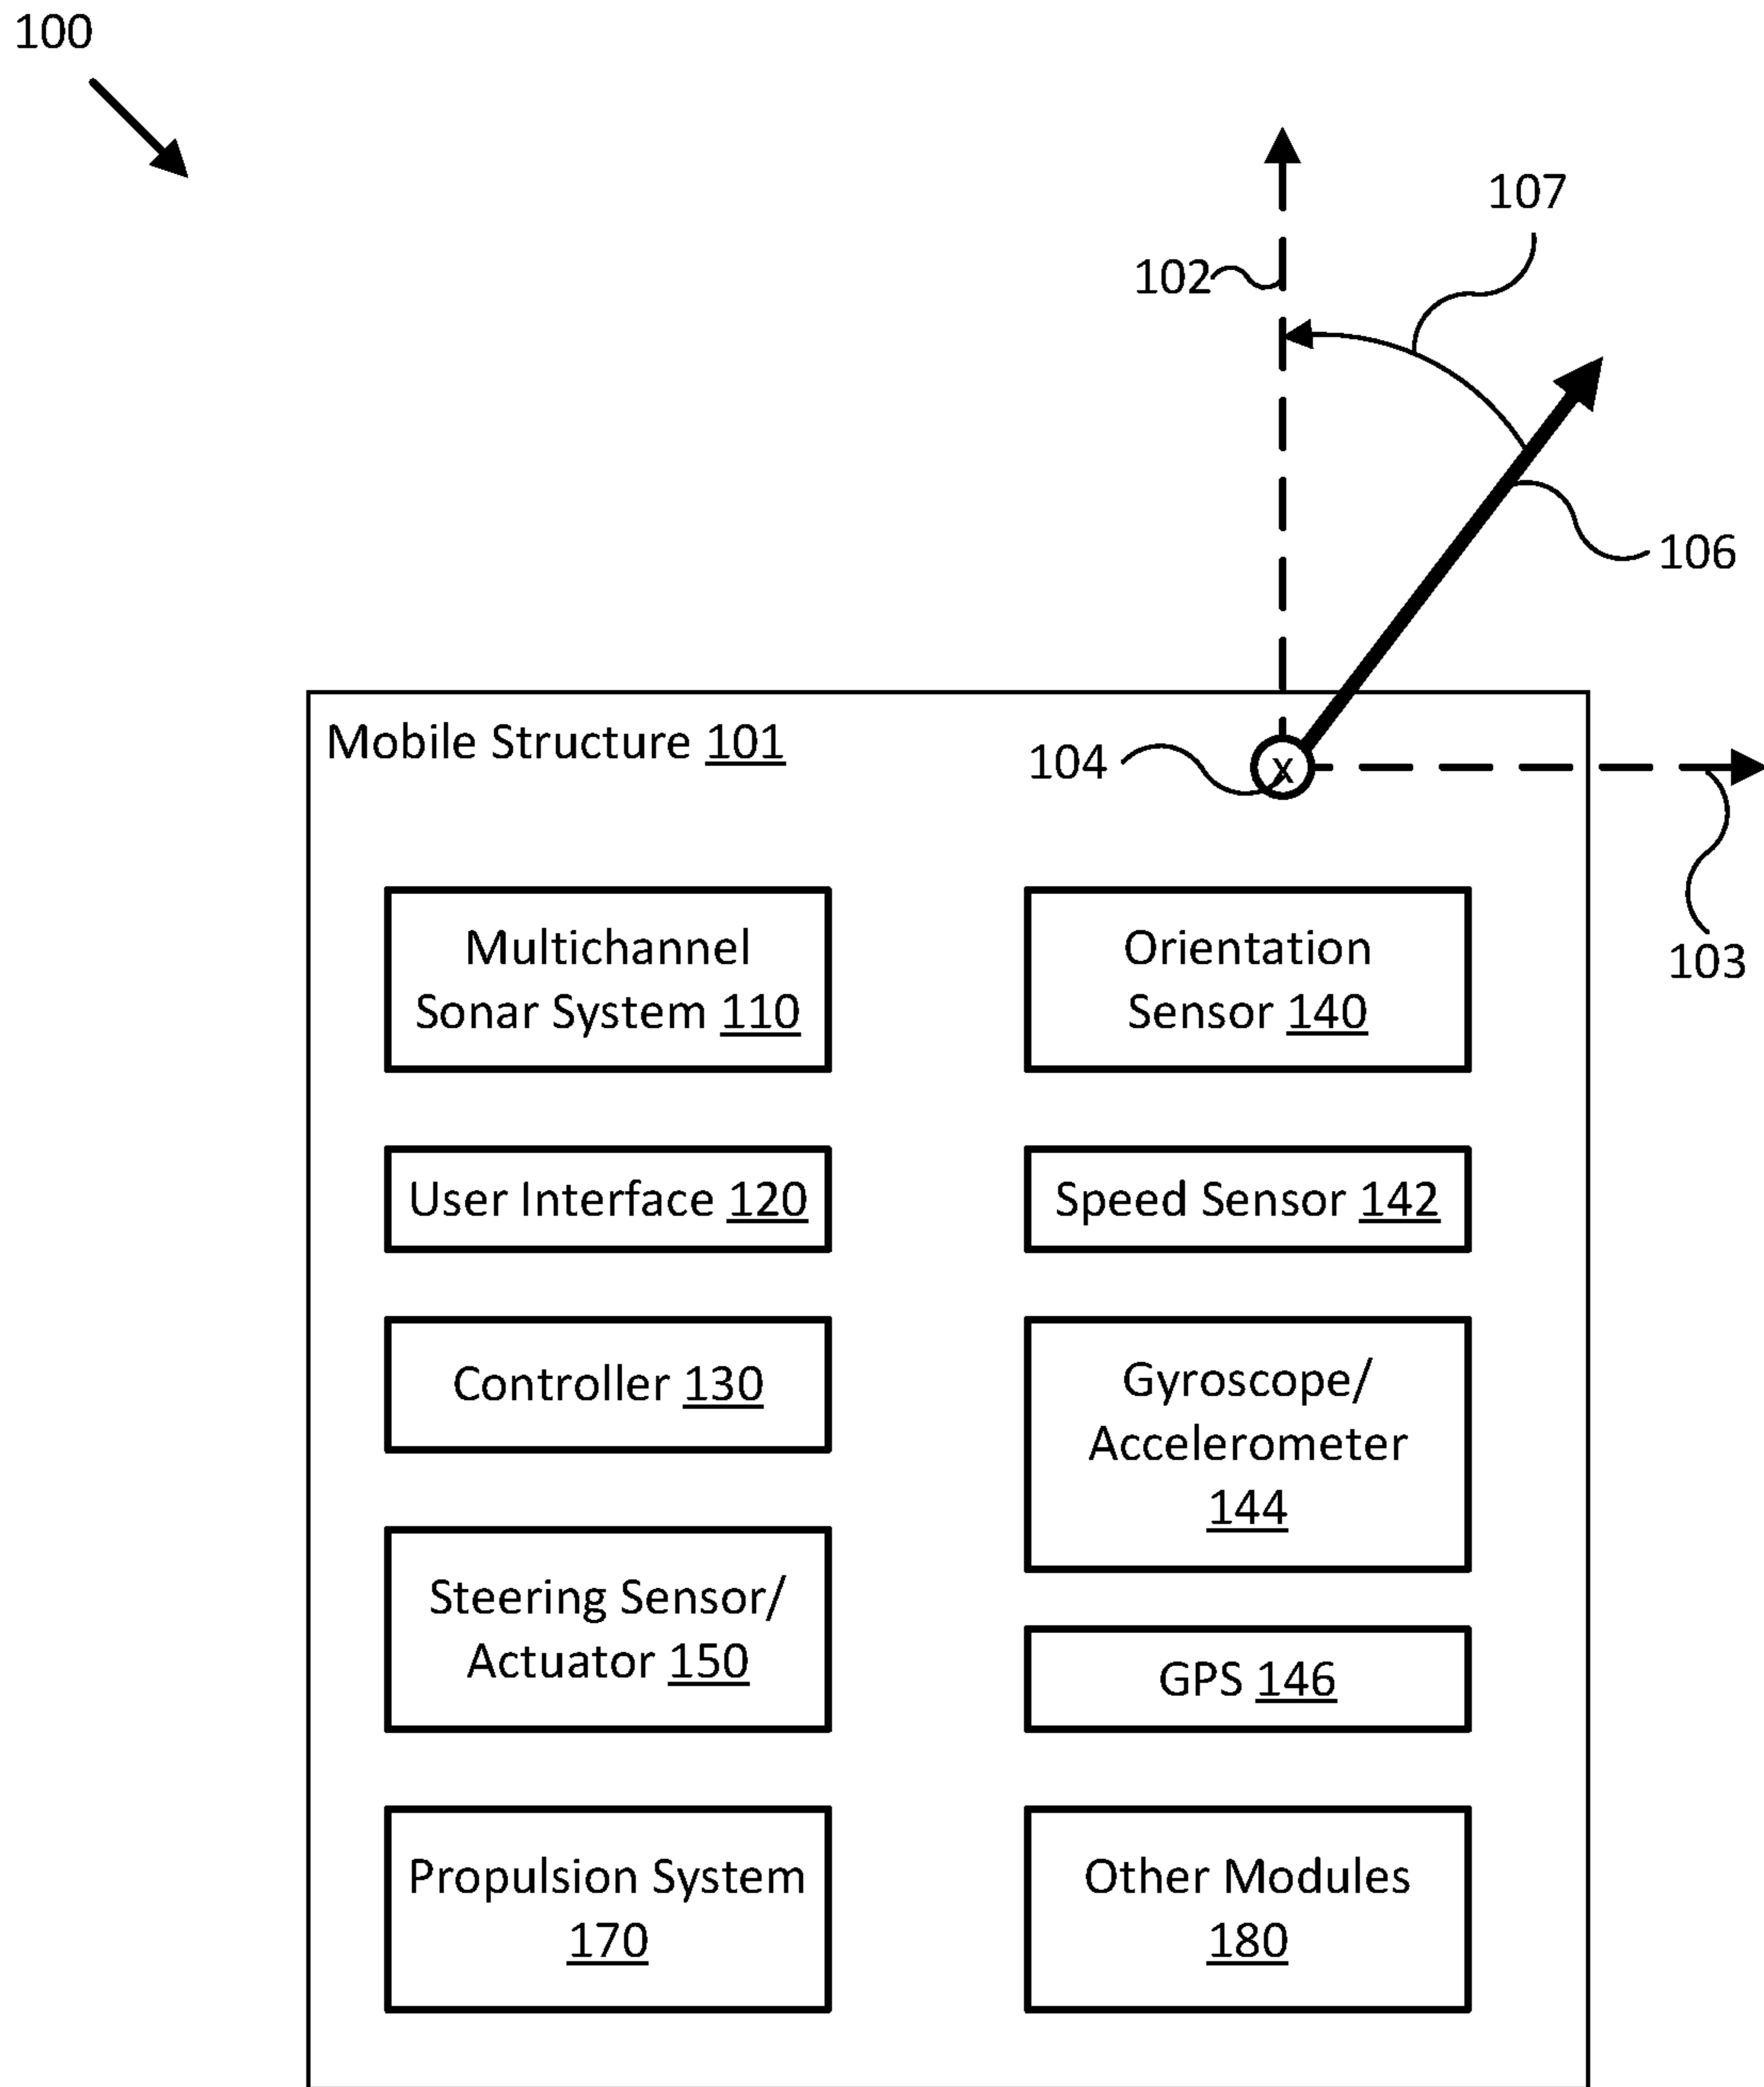 100
107
102
106
Mobile Structure 101
104
X
103
Multichannel
Sonar System 110
Orientation
Sensor 140
User Interface 120
Speed Sensor 142
Controller 130
Gyroscope/
Accelerometer
144
Steering Sensor/
Actuator 150
GPS 146
Propulsion System
170
Other Modules
180